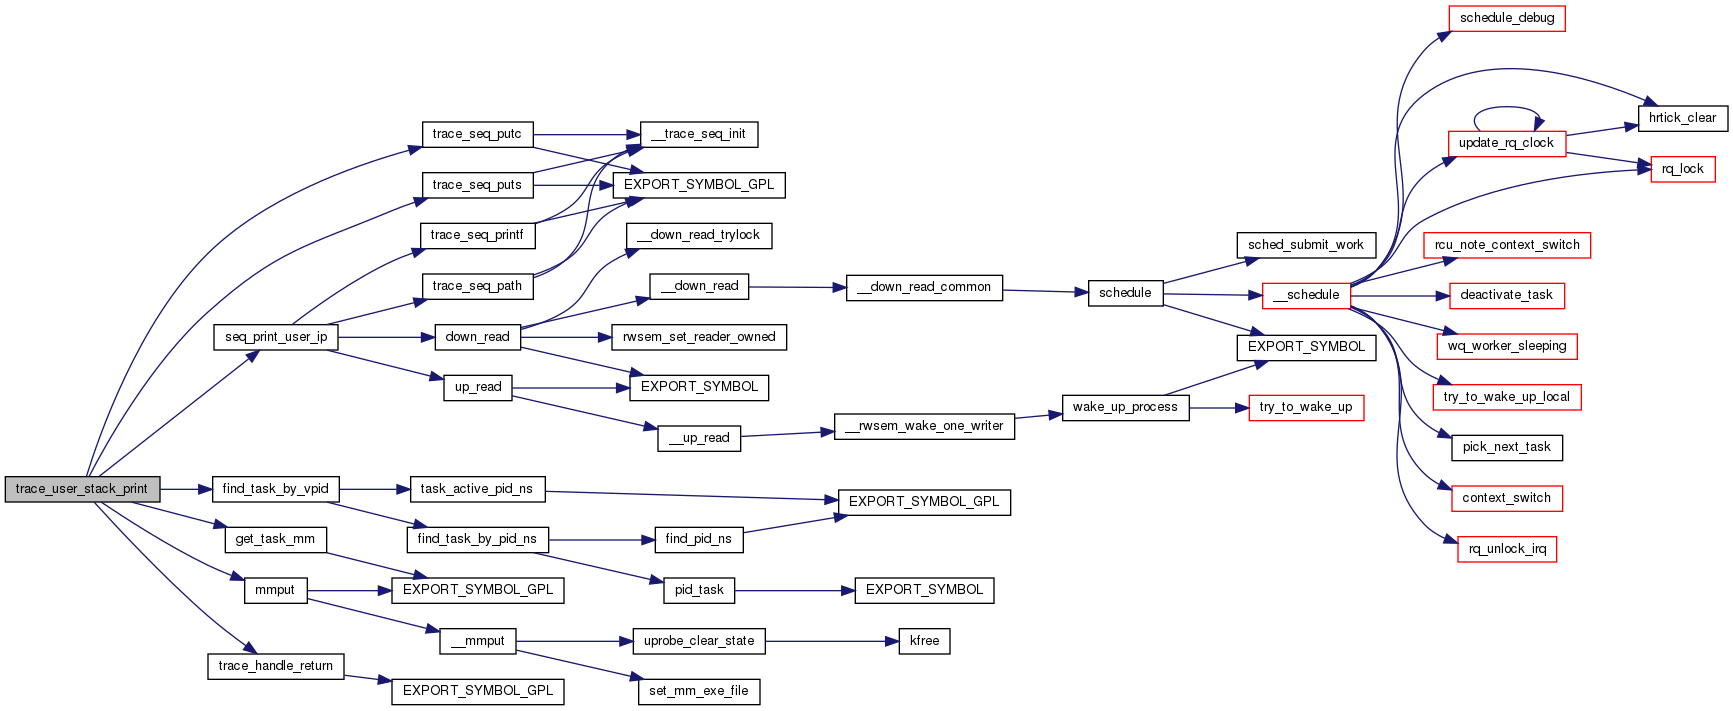 schedule_debug
hrtick_clear
trace_seq_putc
__trace_seq_init
update_rq_clock
rq_lock
trace_seq_puts
EXPORT_SYMBOL_GPL
trace_seq_printf
__down_read_trylock
sched_submit_work
rcu_note_context_switch
trace_seq_path
__down_read
__down_read_common
schedule
__schedule
deactivate_task
seq_print_user_ip
down_read
rwsem_set_reader_owned
EXPORT_SYMBOL
wq_worker_sleeping
up_read
EXPORT_SYMBOL
try_to_wake_up_local
wake_up_process
try_to_wake_up
__up_read
__rwsem_wake_one_writer
pick_next_task
trace_user_stack_print
find_task_by_vpid
task_active_pid_ns
EXPORT_SYMBOL_GPL
context_switch
get_task_mm
find_task_by_pid_ns
find_pid_ns
rq_unlock_irq
mmput
EXPORT_SYMBOL_GPL
pid_task
EXPORT_SYMBOL
__mmput
uprobe_clear_state
kfree
trace_handle_return
EXPORT_SYMBOL_GPL
set_mm_exe_file